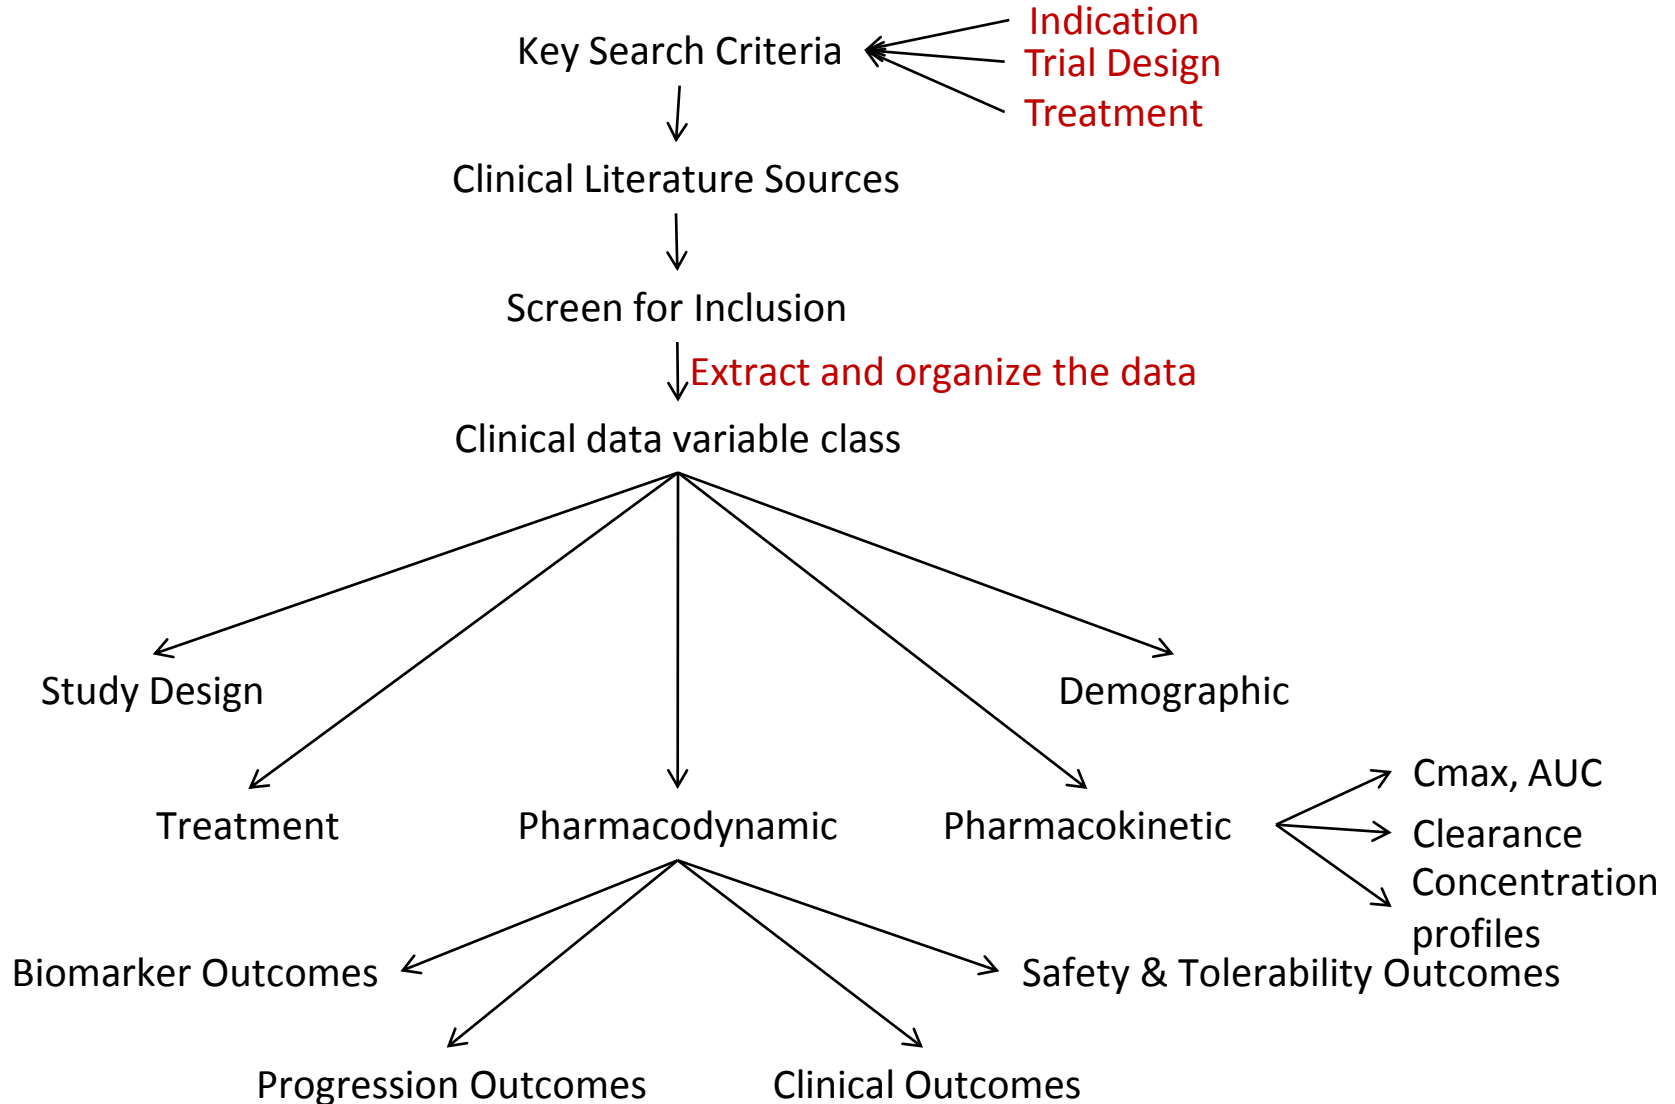 Indication
Key Search Criteria
Trial Design
Treatment
Clinical Literature Sources
Screen for Inclusion
Extract and organize the data
Clinical data variable class
Study Design
Demographic
Treatment
Pharmacodynamic
Pharmacokinetic
Cmax, AUC
Clearance
Concentration
profiles
Biomarker Outcomes
Safety & Tolerability Outcomes
Progression Outcomes
Clinical Outcomes